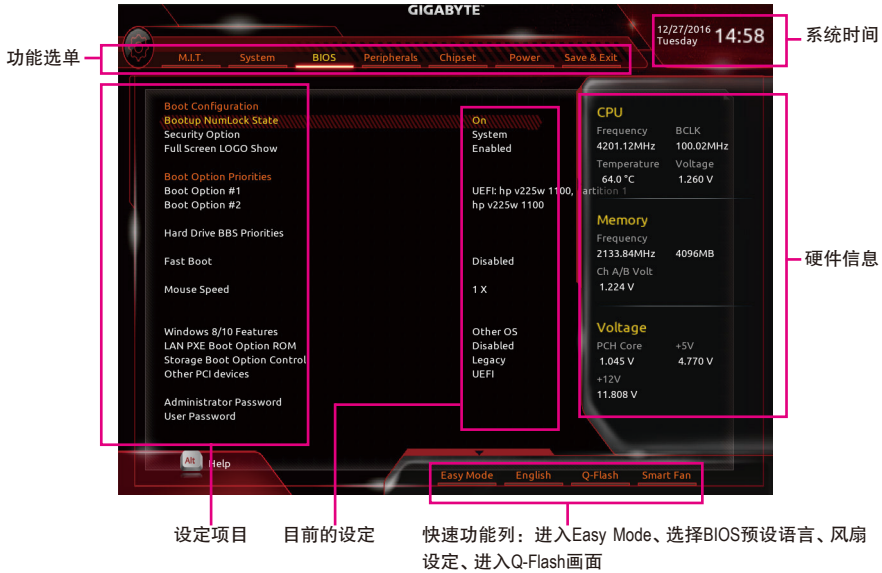 GIGABYTE
12/27/2016
Tuesday
14:58
系统时间
功能选单
M.I.T. System BIOS Peripherals Chipset Power Save & Exit
Boot Configuration
Bootup NumLock State On
Security Option System
Full Screen LOGO Show Enabled
Boot Option Priorities
Boot Option #1 UEFI: hp v225w 1100, Partition 1
Boot Option #2 hp v225w 1100
Hard Drive BBS Priorities
Fast Boot Disabled
Mouse Speed 1 X
Windows 8/10 Features Other OS
LAN PXE Boot Option ROM Disabled
Storage Boot Option Control Legacy
Other PCI devices UEFI
Administrator Password
User Password
CPU
Frequency BCLK
4201.12MHz 100.02MHz
Temperature Voltage
64.0 °C 1.260 V
Memory
Frequency
2133.84MHz 4096MB
Ch A/B Volt
1.224 V
Voltage
PCH Core +5V
1.045 V 4.770 V
+12V
11.808 V
硬件信息
Alt Help
Easy Mode English Q-Flash Smart Fan
设定项目
目前的设定
快速功能列：进入Easy Mode、选择BIOS预设语言、风扇
设定、进入Q-Flash画面